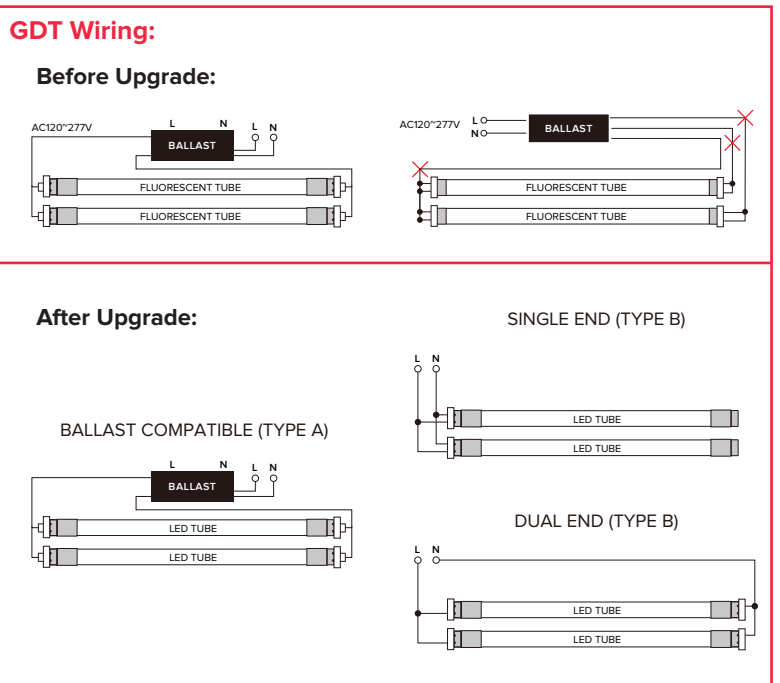 GDT Wiring:
Before Upgrade:
AC120~277V
L N L N
BALLAST
FLUORESCENT TUBE
FLUORESCENT TUBE
AC120~277V
L
N
BALLAST
FLUORESCENT TUBE
FLUORESCENT TUBE
After Upgrade:
BALLAST COMPATIBLE (TYPE A)
L N L N
BALLAST
LED TUBE
LED TUBE
SINGLE END (TYPE B)
L N
LED TUBE
LED TUBE
DUAL END (TYPE B)
L N
LED TUBE
LED TUBE